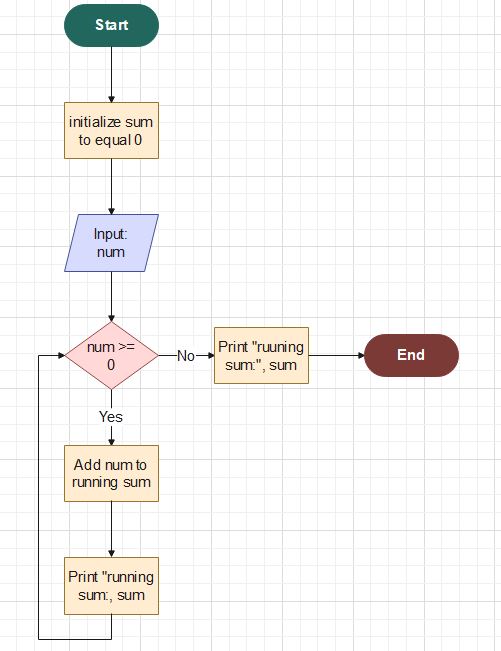 Start
initialize sum
to equal 0
Input:
num
num >=
0
No
Print "ruuning
sum:", sum
End
Yes
Add num to
running sum
Print "running
sum:, sum